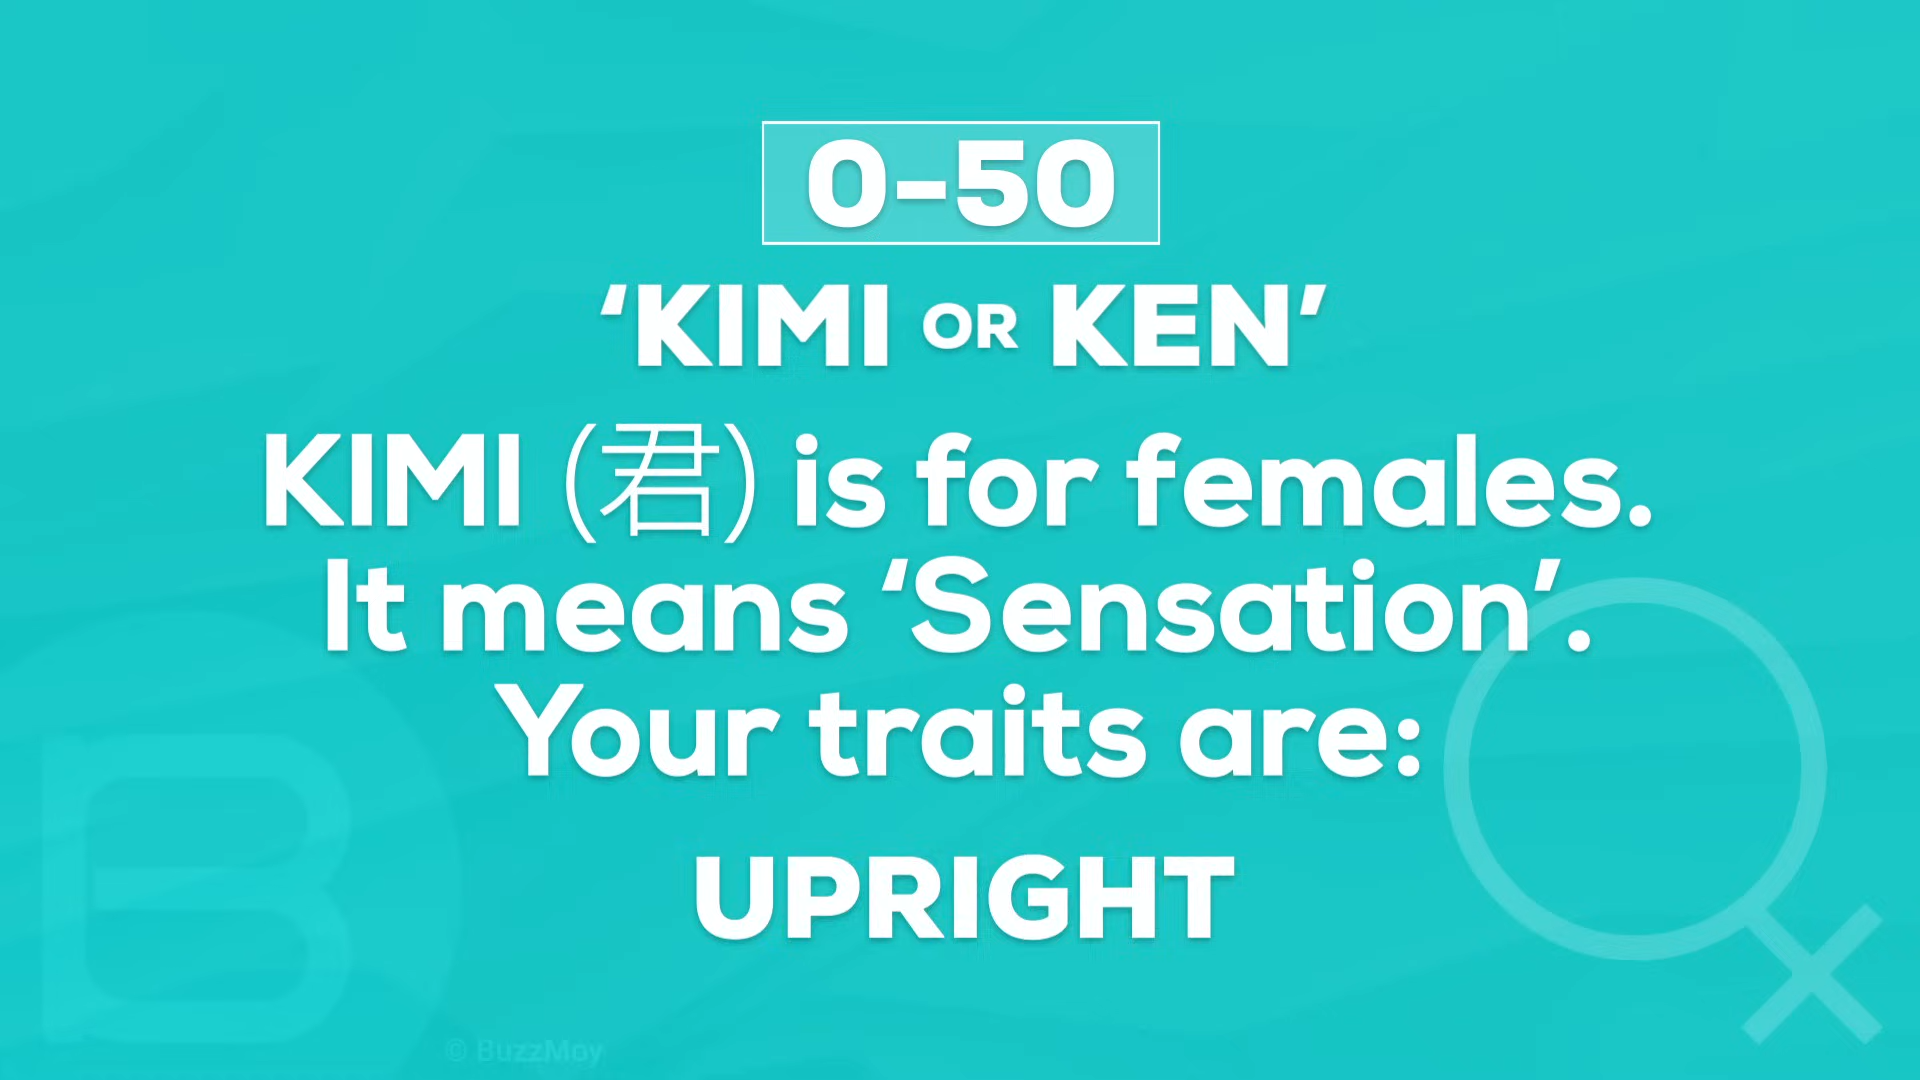 0-50
‘KIMI OR KEN’
KIMI (君) is for females.
It means ‘Sensation’.
Your traits are:
UPRIGHT
B
© BuzzMoy